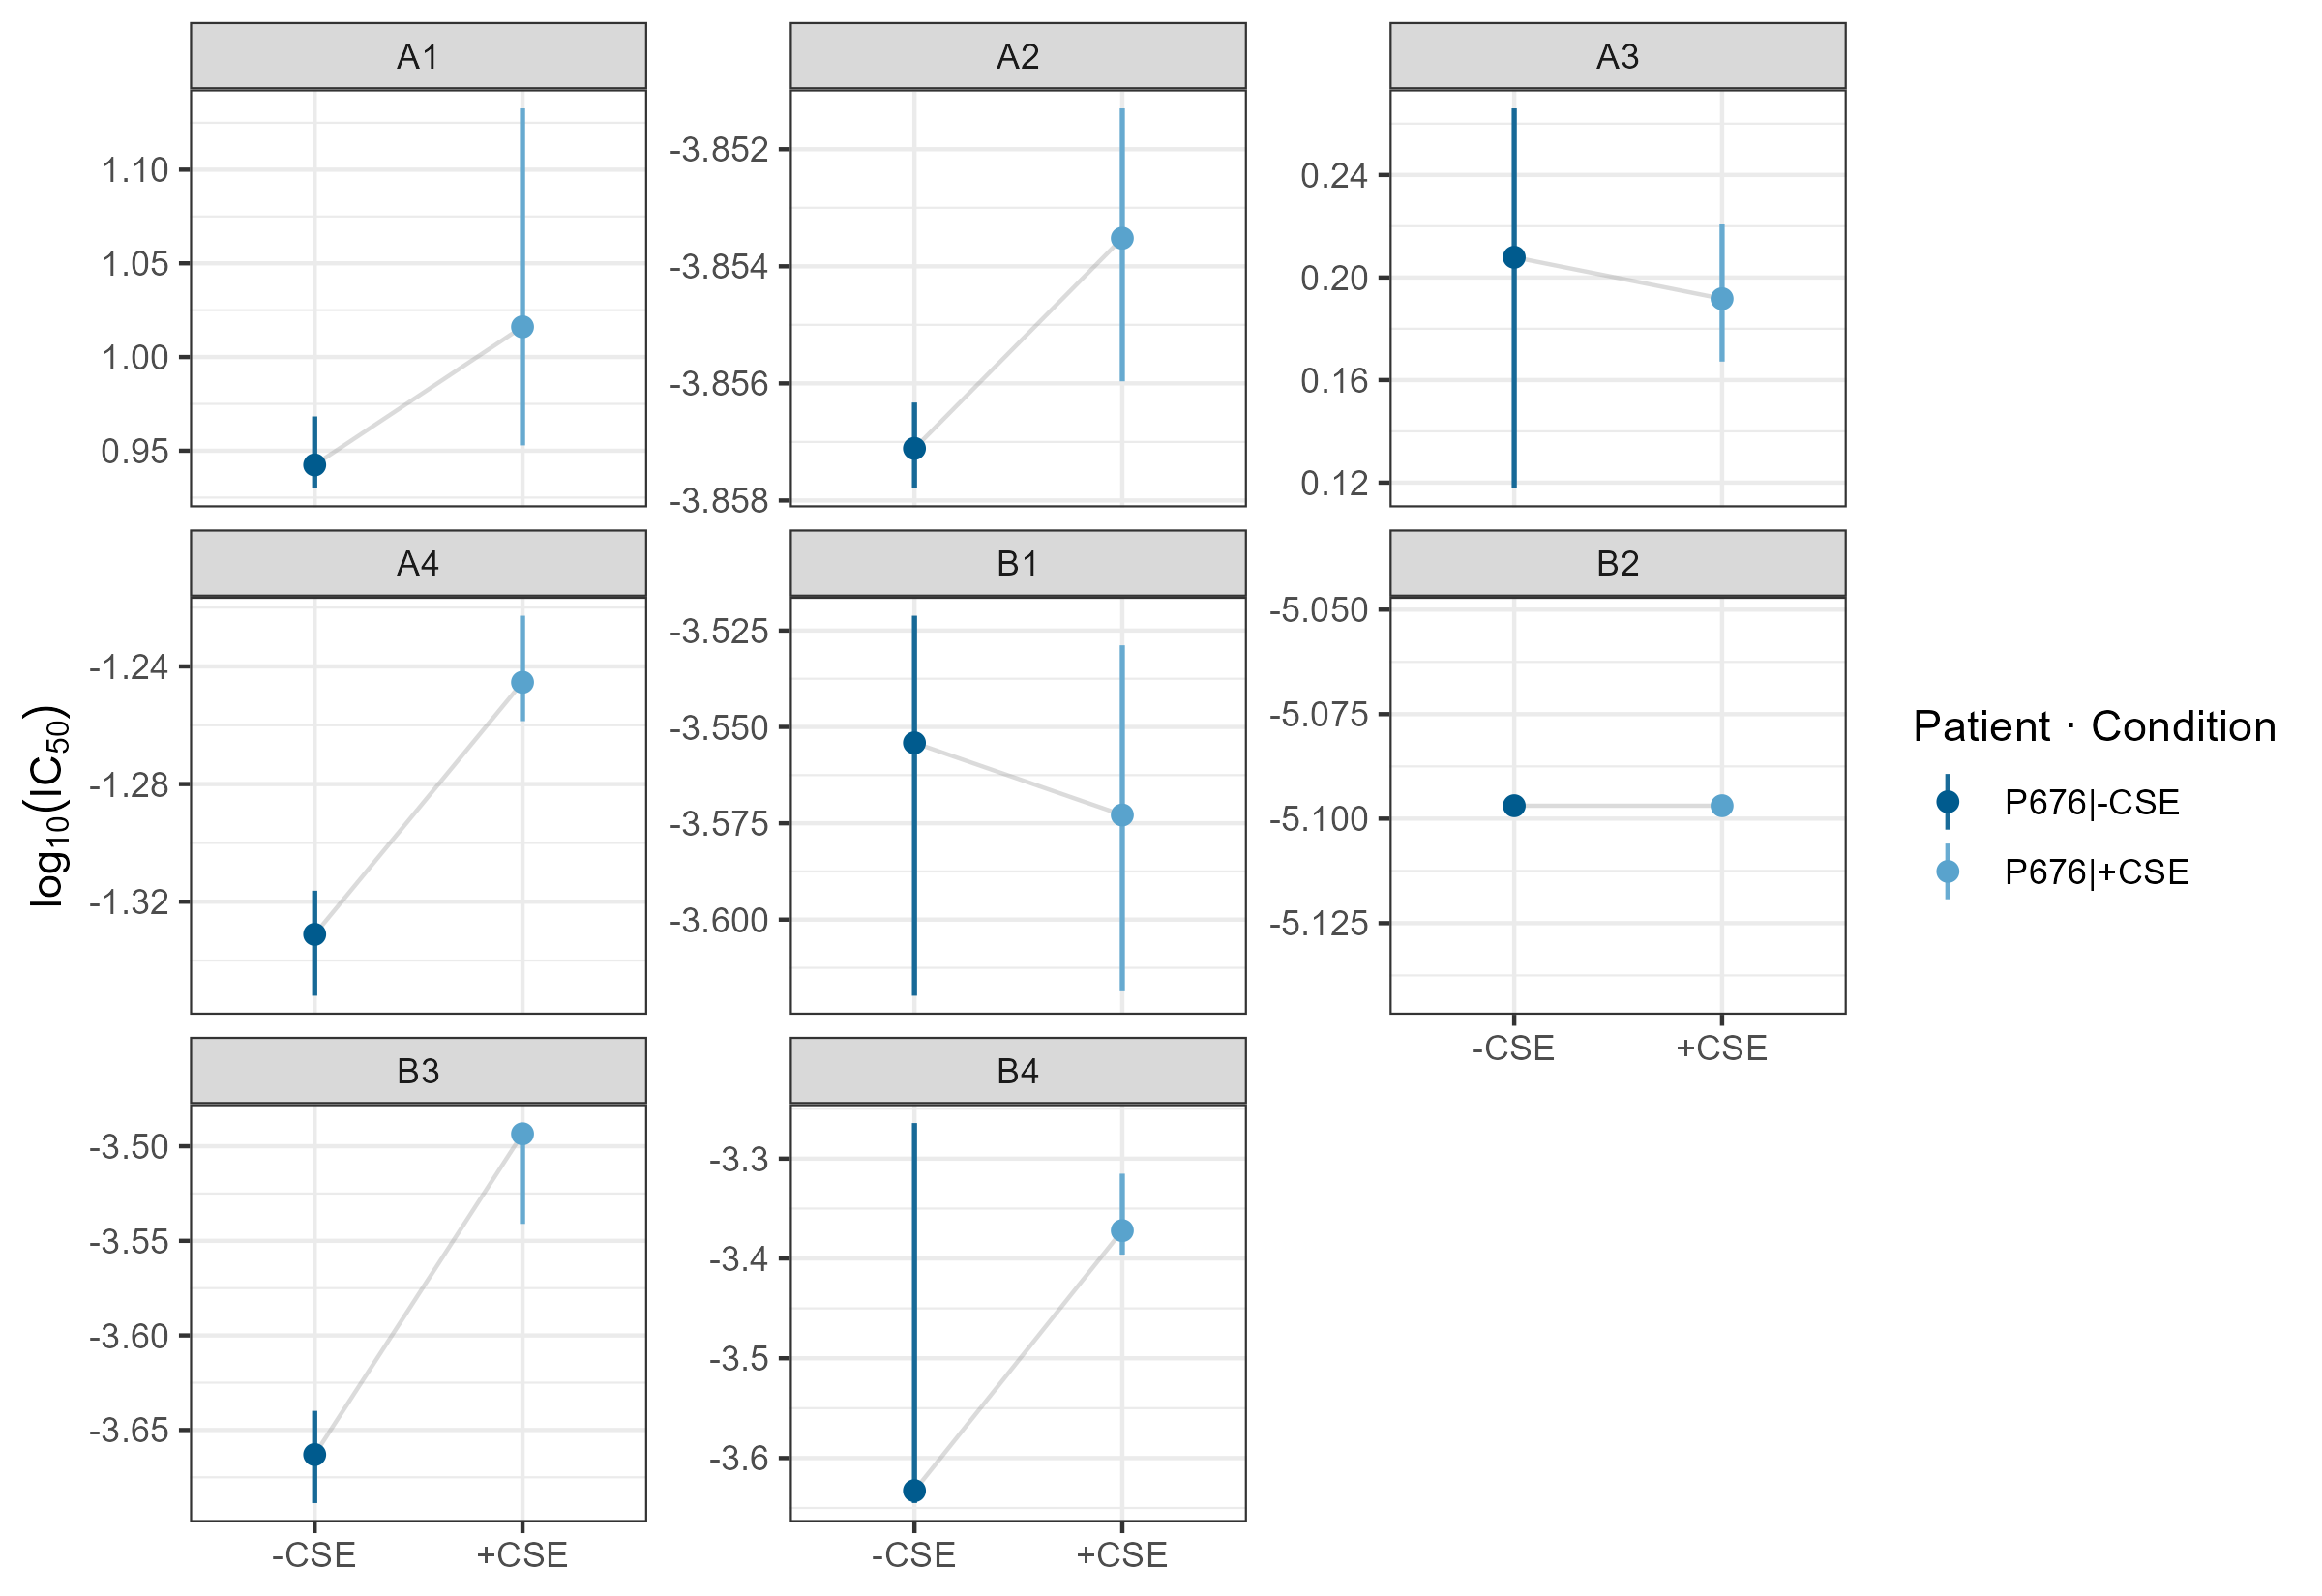 A1
A2
A3
1.10
1.05
1.00
0.95
-3.852
-3.854
-3.856
-3.858
0.24
0.20
0.16
0.12
A4
B1
B2
-1.24
-1.28
-1.32
-3.525
-3.550
-3.575
-3.600
-5.050
-5.075
-5.100
-5.125
-CSE +CSE
B3
B4
-3.50
-3.55
-3.60
-3.65
-3.3
-3.4
-3.5
-3.6
-CSE +CSE
-CSE +CSE
log₁₀(IC₅₀)
Patient · Condition
P676|-CSE
P676|+CSE